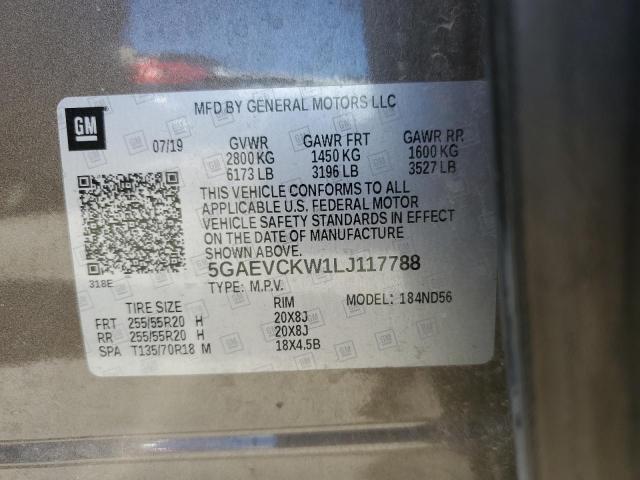 MFD BY GENERAL MOTORS LLC
GM
07/19 GVWR GAWR FRT GAWR RR
2800 KG 1450 KG 1600 KG
6173 LB 3196 LB 3527 LB
THIS VEHICLE CONFORMS TO ALL
APPLICABLE U.S. FEDERAL MOTOR
VEHICLE SAFETY STANDARDS IN EFFECT
ON THE DATE OF MANUFACTURE
SHOWN ABOVE.
318E
5GAEVCKW1LJ117788
TYPE: M.P.V. MODEL: 184ND56
TIRE SIZE RIM
FRT 255/55R20 H 20X8J
RR 255/55R20 H 20X8J
SPA T135/70R18 M 18X4.5B